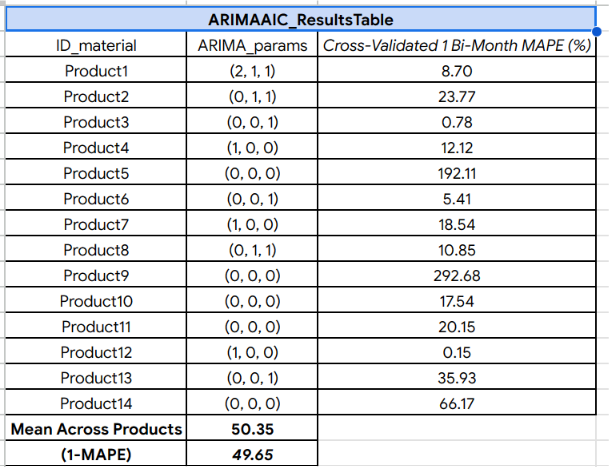 ARIMAAIC_ResultsTable
ID_material ARIMA_params Cross-Validated 1 Bi-Month MAPE (%)
Product1 (2, 1, 1) 8.70
Product2 (0, 1, 1) 23.77
Product3 (0, 0, 1) 0.78
Product4 (1, 0, 0) 12.12
Product5 (0, 0, 0) 192.11
Product6 (0, 0, 1) 5.41
Product7 (1, 0, 0) 18.54
Product8 (0, 1, 1) 10.85
Product9 (0, 0, 0) 292.68
Product10 (0, 0, 0) 17.54
Product11 (0, 0, 0) 20.15
Product12 (1, 0, 0) 0.15
Product13 (0, 0, 1) 35.93
Product14 (0, 0, 0) 66.17
Mean Across Products 50.35
(1-MAPE) 49.65